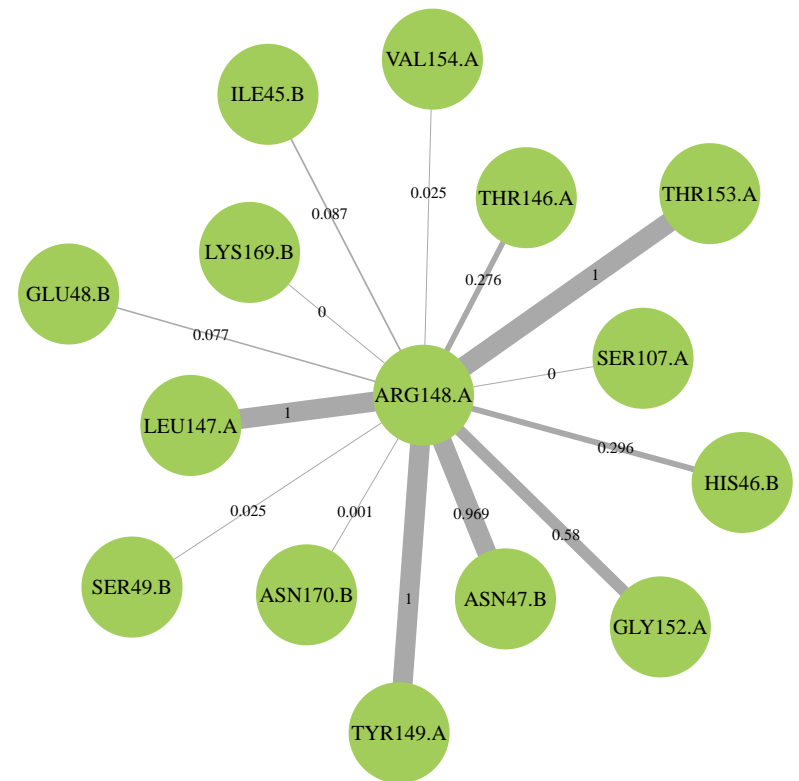 VAL154.A
ILE45.B
0.025
THR146.A
THR153.A
0.087
LYS169.B
0.276
1
GLU48.B
0
0.077
SER107.A
0
ARG148.A
LEU147.A
1
0.296
HIS46.B
0.025
0.001
0.969
0.58
SER49.B
ASN170.B
1
ASN47.B
GLY152.A
TYR149.A